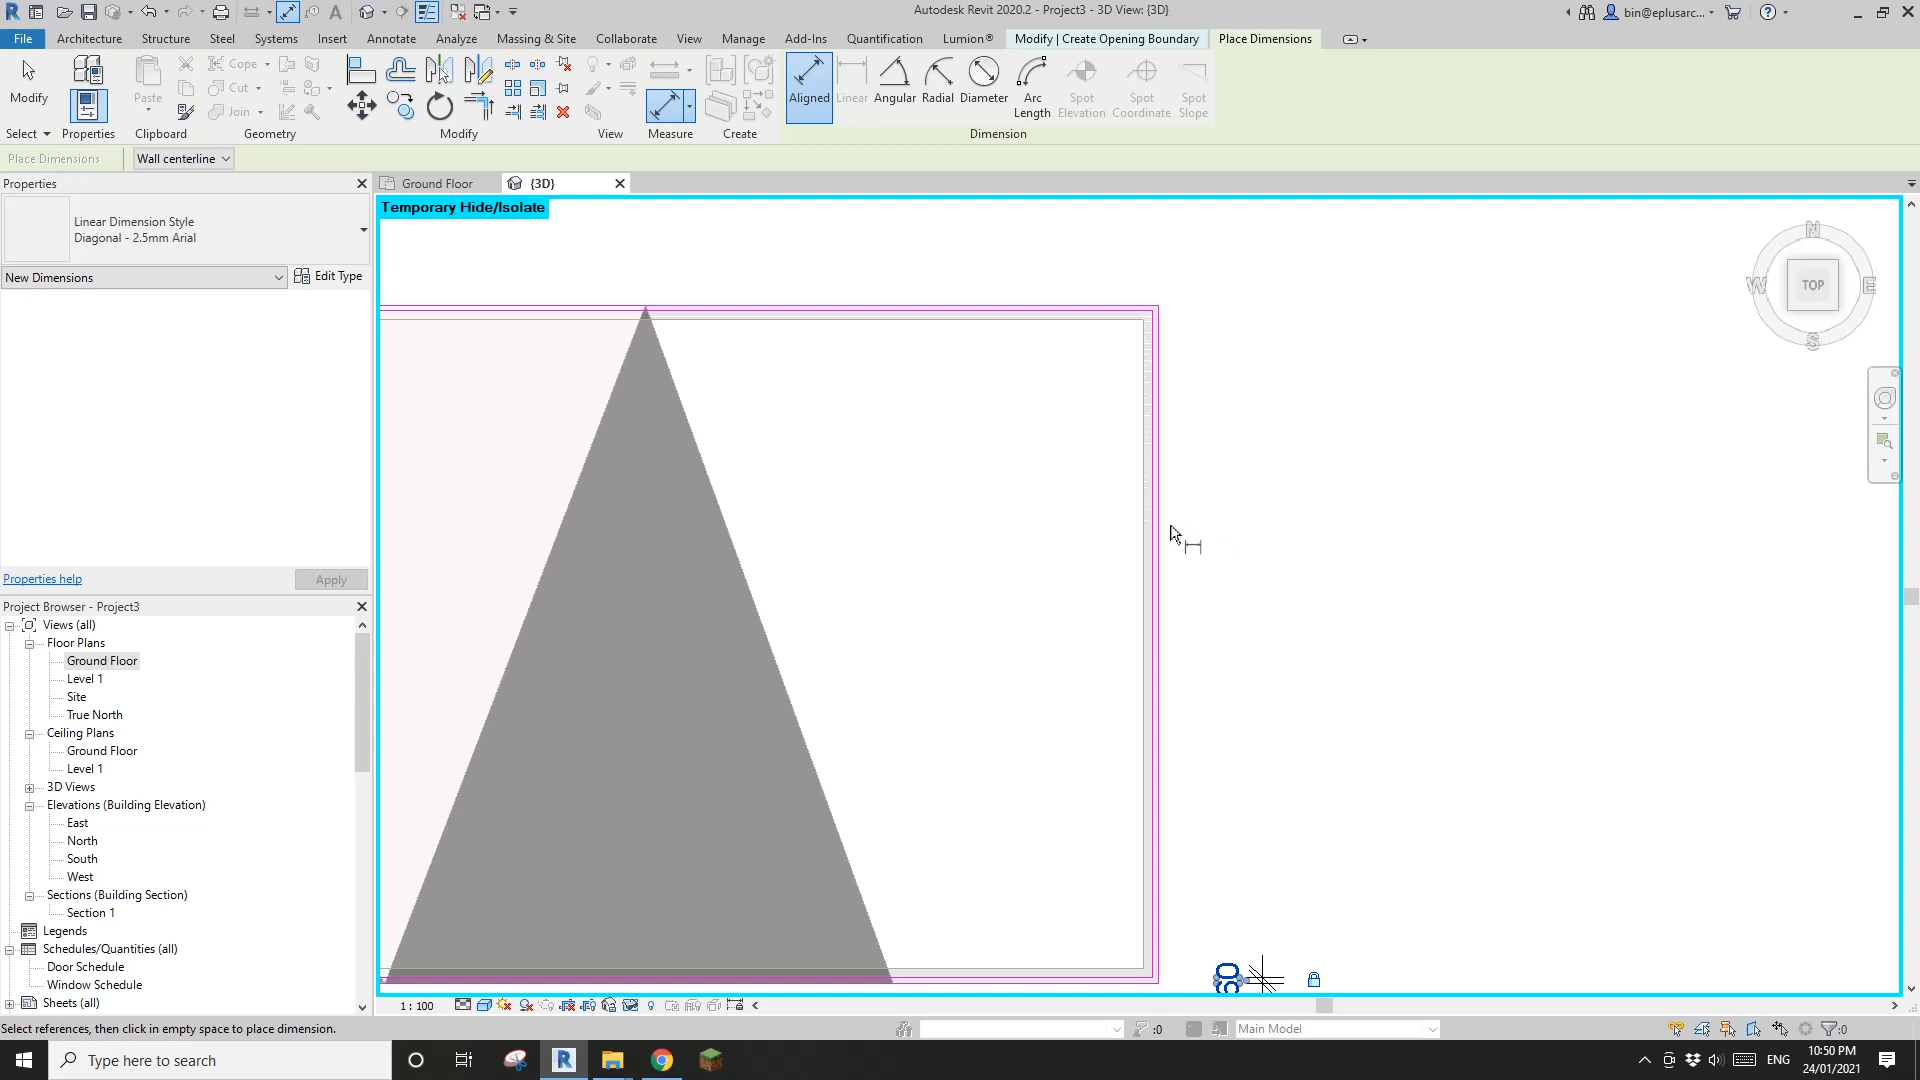 Autodesk Revit 2020.2 - Project3 - 3D View: {3D}
bin@eplusarc...
File
Architecture
Structure
Steel
Systems
Insert
Annotate
Analyze
Massing & Site
Collaborate
View
Manage
Add-Ins
Quantification
Lumion®
Modify | Create Opening Boundary
Place Dimensions
Modify
Paste
Cope
Cut
Join
Aligned
Linear
Angular
Radial
Diameter
Arc
Length
Spot
Elevation
Spot
Coordinate
Spot
Slope
Select
Properties
Clipboard
Geometry
Modify
View
Measure
Create
Dimension
Place Dimensions
Wall centerline
Properties
Linear Dimension Style
Diagonal - 2.5mm Arial
New Dimensions
Edit Type
Properties help
Apply
Project Browser - Project3
Views (all)
Floor Plans
Ground Floor
Level 1
Site
True North
Ceiling Plans
Ground Floor
Level 1
3D Views
Elevations (Building Elevation)
East
North
South
West
Sections (Building Section)
Section 1
Legends
Schedules/Quantities (all)
Door Schedule
Window Schedule
Sheets (all)
Ground Floor
{3D}
Temporary Hide/Isolate
N
W
TOP
E
S
1 : 100
Select references, then click in empty space to place dimension.
:0
Main Model
:0
Type here to search
ENG
10:50 PM
24/01/2021